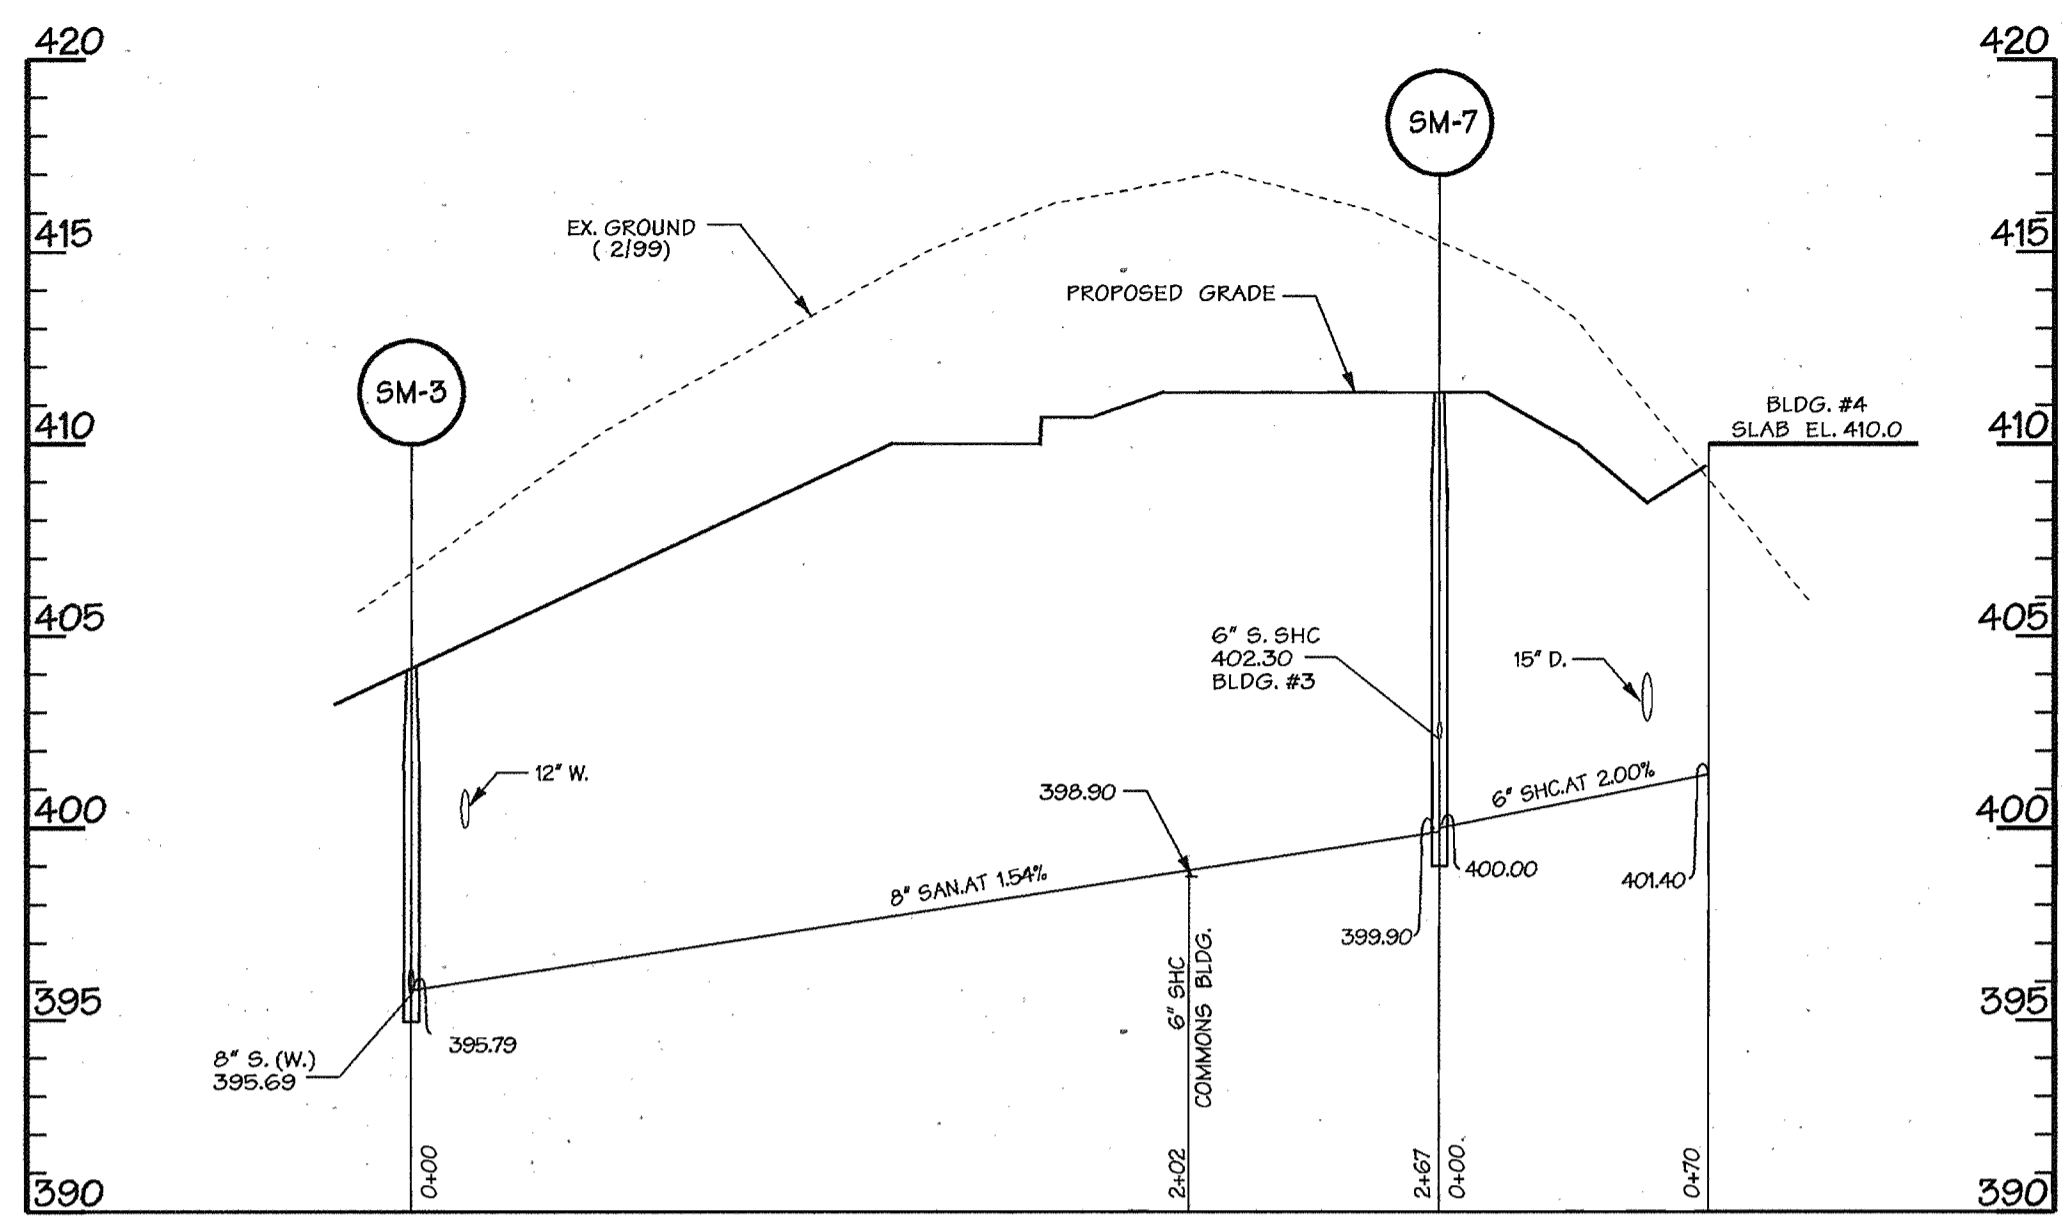 420
420
SM-7
EX. GROUND
( 2/99)
415
415
PROPOSED GRADE
SM-3
BLDG. #4
SLAB EL. 410.0
410
410
405
405
6" S. SHC
402.30
BLDG. #3
15" D.
12" W.
398.90
6" SHC.AT 2.00%
400
400
8" SAN.AT 1.54%
400.00
401.40
399.90
6" SHC
COMMONS BLDG.
395
395
395.79
8" S. (W.)
395.69
0+00
2+02
2+67
0+00
0+70
390
390